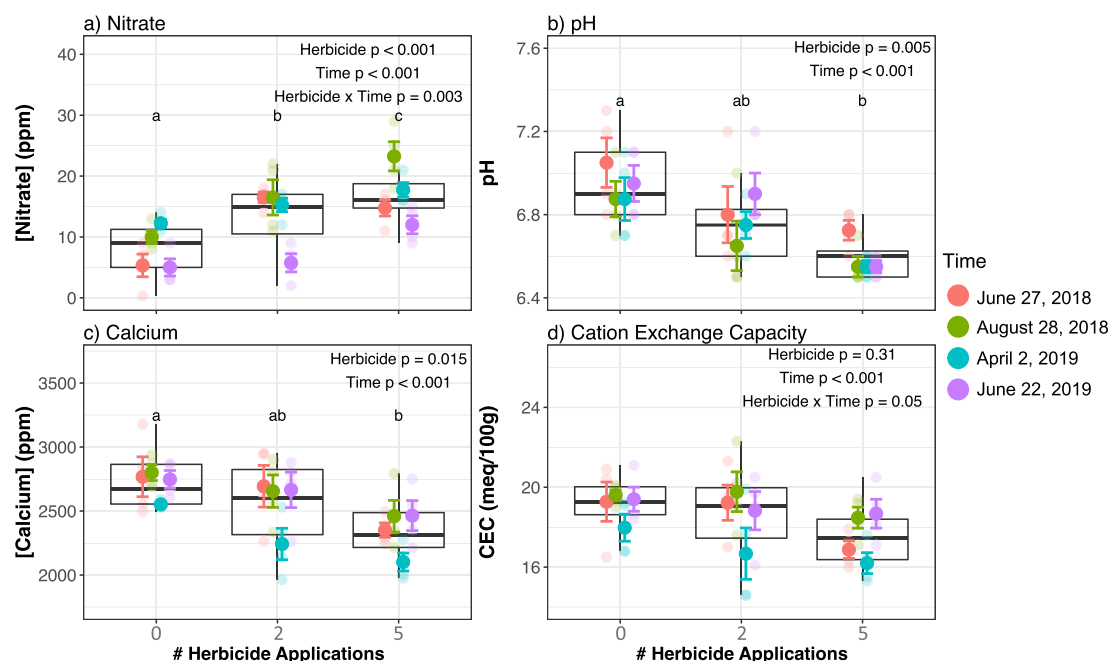 a) Nitrate
Herbicide p < 0.001
Time p < 0.001
Herbicide x Time p = 0.003
a
b
c
40
30
20
10
0
[Nitrate] (ppm)
b) pH
Herbicide p = 0.005
Time p < 0.001
a
ab
b
7.6
7.2
6.8
6.4
pH
c) Calcium
Herbicide p = 0.015
Time p < 0.001
a
ab
b
3500
3000
2500
2000
[Calcium] (ppm)
0
2
5
# Herbicide Applications
d) Cation Exchange Capacity
Herbicide p = 0.31
Time p < 0.001
Herbicide x Time p = 0.05
24
20
16
CEC (meq/100g)
0
2
5
# Herbicide Applications
Time
June 27, 2018
August 28, 2018
April 2, 2019
June 22, 2019